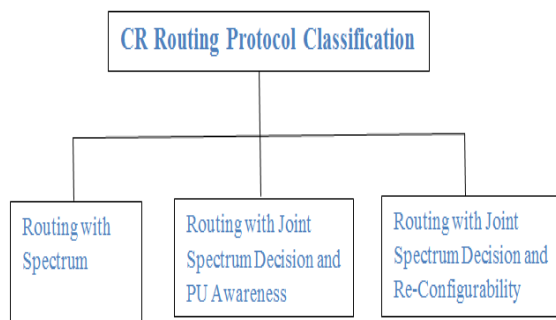 CR Routing Protocol Classification
Routing with
Spectrum
Routing with Joint
Spectrum Decision and
PU Awareness
Routing with Joint
Spectrum Decision and
Re-Configurability